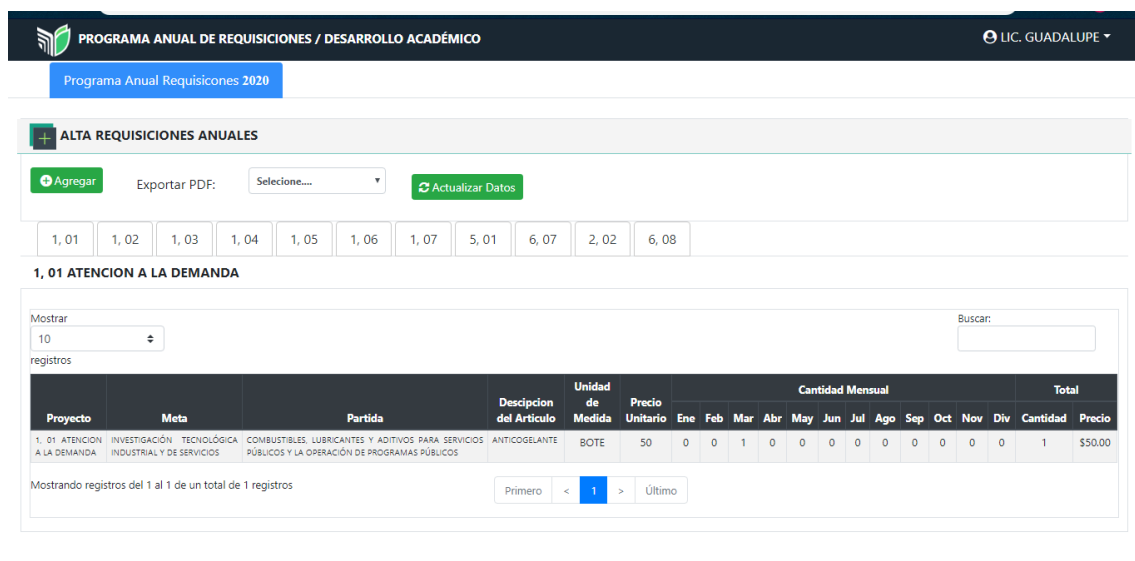 PROGRAMA ANUAL DE REQUISICIONES / DESARROLLO ACADÉMICO
LIC. GUADALUPE
Programa Anual Requisicones 2020
ALTA REQUISICIONES ANUALES
Agregar
Exportar PDF:
Selecione....
Actualizar Datos
1, 01 1, 02 1, 03 1, 04 1, 05 1, 06 1, 07 5, 01 6, 07 2, 02 6, 08
1, 01 ATENCION A LA DEMANDA
Mostrar
10
registros
Buscar:
Proyecto Meta Partida Descipcion del Articulo Unidad de Medida Precio Unitario Cantidad Mensual Total
Ene Feb Mar Abr May Jun Jul Ago Sep Oct Nov Div Cantidad Precio
1, 01 ATENCION A LA DEMANDA INVESTIGACIÓN TECNOLÓGICA INDUSTRIAL Y DE SERVICIOS COMBUSTIBLES, LUBRICANTES Y ADITIVOS PARA SERVICIOS PÚBLICOS Y LA OPERACIÓN DE PROGRAMAS PÚBLICOS ANTICOGELANTE BOTE 50 0 0 1 0 0 0 0 0 0 0 0 0 1 $50.00
Mostrando registros del 1 al 1 de un total de 1 registros
Primero < 1 > Último